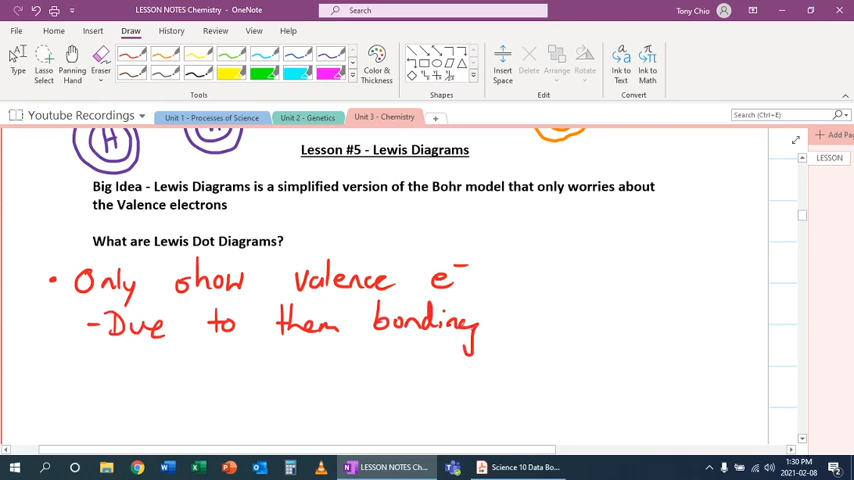 LESSON NOTES Chemistry - OneNote
Search
Tony Chio
File
Home
Insert
Draw
History
Review
View
Help
Type
Lasso Select
Panning Hand
Eraser
Color & Thickness
Insert Space
Delete
Arrange
Rotate
Ink to Text
Ink to Math
Tools
Shapes
Edit
Convert
Youtube Recordings
Unit 1 - Processes of Science
Unit 2 - Genetics
Unit 3 - Chemistry
Search (Ctrl+E)
Add Pag
LESSON
H
Lesson #5 - Lewis Diagrams
Big Idea - Lewis Diagrams is a simplified version of the Bohr model that only worries about
the Valence electrons
What are Lewis Dot Diagrams?
• Only show valence e⁻
- Due to them bonding
LESSON NOTES Ch...
Science 10 Data Bo...
1:30 PM
2021-02-08
2